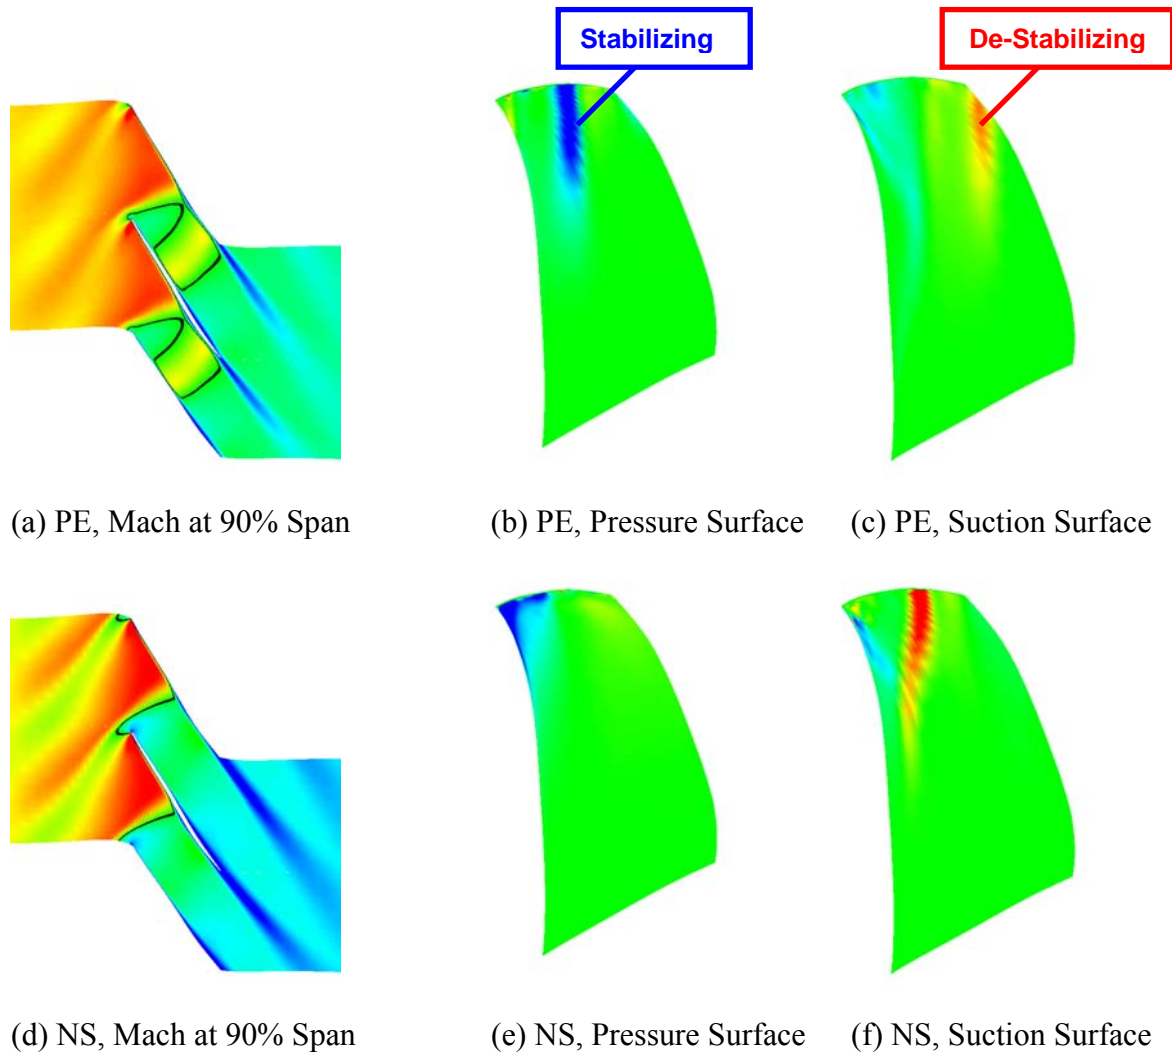 Stabilizing
De-Stabilizing
(a) PE, Mach at 90% Span
(b) PE, Pressure Surface
(c) PE, Suction Surface
(d) NS, Mach at 90% Span
(e) NS, Pressure Surface
(f) NS, Suction Surface